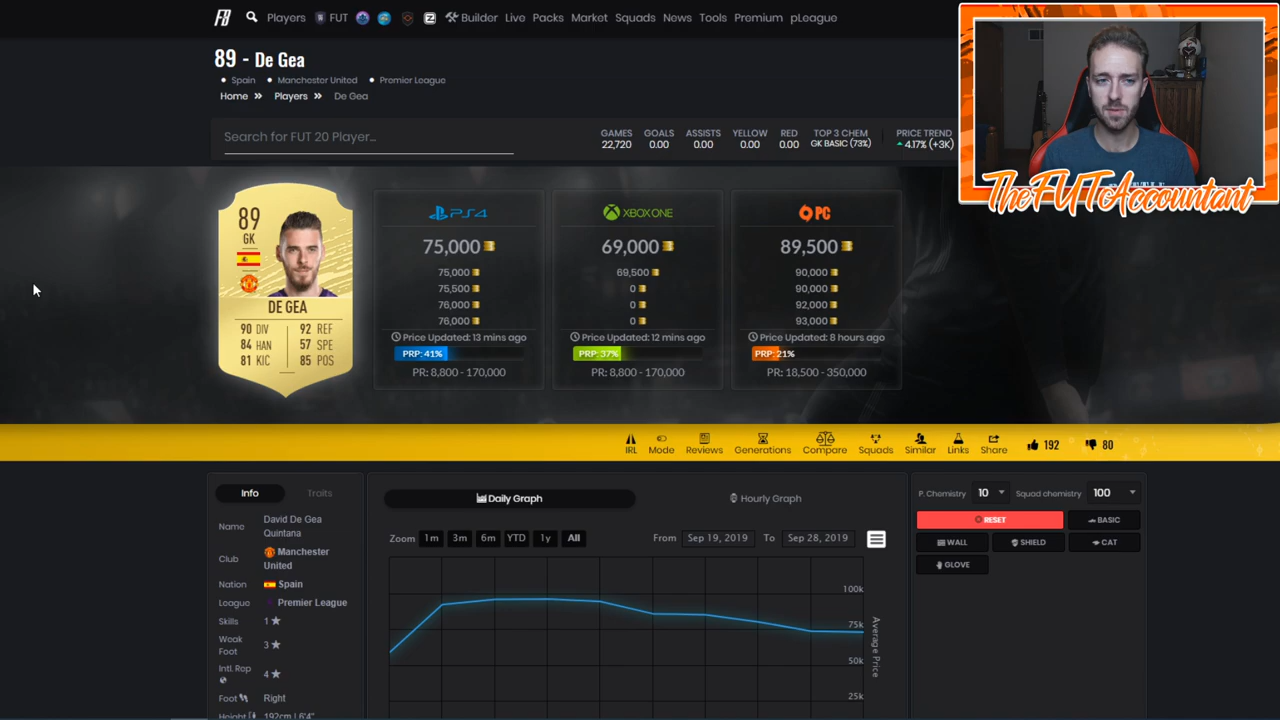 FB Players FUT Z Builder Live Packs Market Squads News Tools Premium pLeague
89 - De Gea
Spain Manchester United Premier League
Home » Players » De Gea
Search for FUT 20 Player...
GAMES GOALS ASSISTS YELLOW RED TOP 3 CHEM PRICE TREND
22,720 0.00 0.00 0.00 0.00 GK BASIC (73%) 4.17% (+3K)
TheFUTAccountant
89
GK
DE GEA
90 DIV 92 REF
84 HAN 57 SPE
81 KIC 85 POS
PS4
75,000
75,000
75,500
76,000
76,000
Price Updated: 13 mins ago
PRP: 41%
PR: 8,800 - 170,000
XBOX ONE
69,000
69,500
0
0
0
Price Updated: 12 mins ago
PRP: 37%
PR: 8,800 - 170,000
PC
89,500
90,000
90,000
92,000
93,000
Price Updated: 8 hours ago
PRP: 21%
PR: 18,500 - 350,000
IRL Mode Reviews Generations Compare Squads Similar Links Share 192 80
Info Traits
Name David De Gea
Quintana
Club Manchester
United
Nation Spain
League Premier League
Skills 1
Weak
Foot 3
Intl. Rep 4
Foot Right
Height 192cm | 6'4"
Daily Graph Hourly Graph
Zoom 1m 3m 6m YTD 1y All From Sep 19, 2019 To Sep 28, 2019
100k
75k
50k
25k
Average Price
P. Chemistry 10 Squad chemistry 100
RESET BASIC
WALL SHIELD CAT
GLOVE